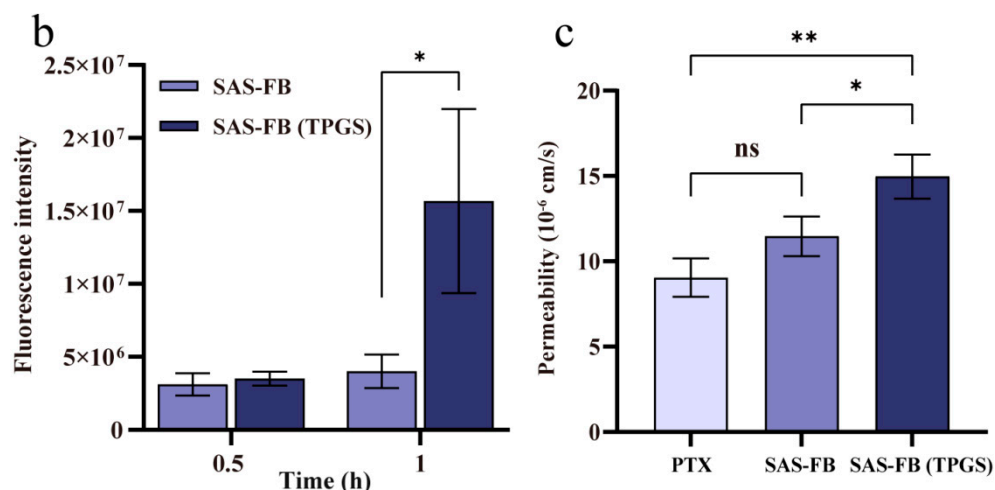 b
2.5×10⁷
2×10⁷
1.5×10⁷
1×10⁷
5×10⁶
0
Fluorescence intensity
SAS-FB
SAS-FB (TPGS)
*
0.5
1
Time (h)
c
**
*
ns
20
15
10
5
0
Permeability (10⁻⁶ cm/s)
PTX
SAS-FB
SAS-FB (TPGS)